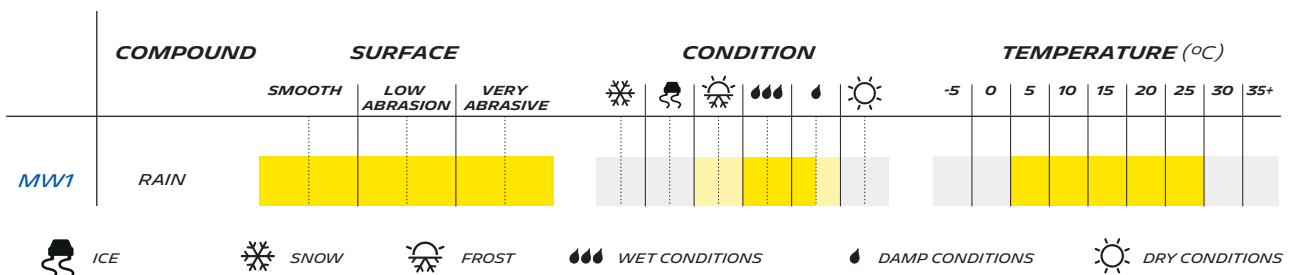 COMPOUND SURFACE CONDITION TEMPERATURE (ºC)
SMOOTH LOW ABRASION VERY ABRASIVE -5 0 5 10 15 20 25 30 35+
MW1 RAIN
ICE SNOW FROST WET CONDITIONS DAMP CONDITIONS DRY CONDITIONS